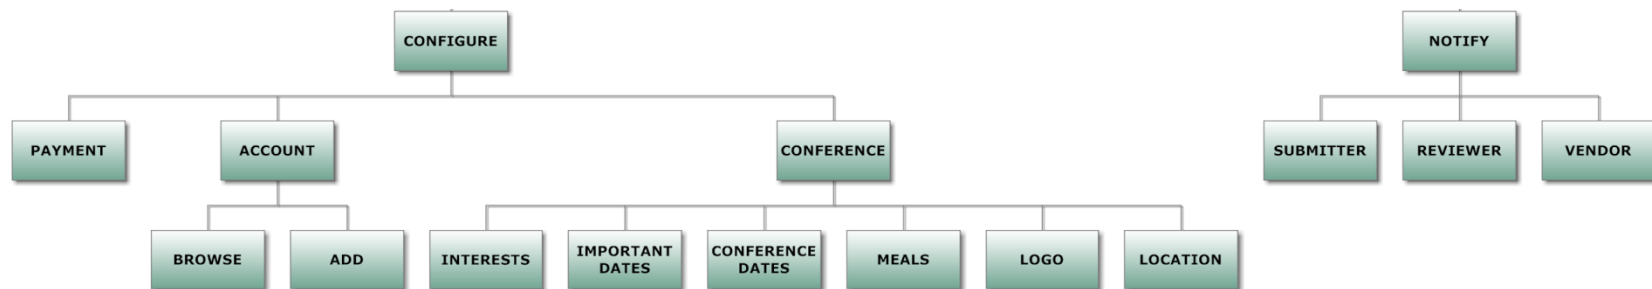 CONFIGURE
NOTIFY
PAYMENT
ACCOUNT
CONFERENCE
SUBMITTER
REVIEWER
VENDOR
BROWSE
ADD
INTERESTS
IMPORTANT
DATES
CONFERENCE
DATES
MEALS
LOGO
LOCATION